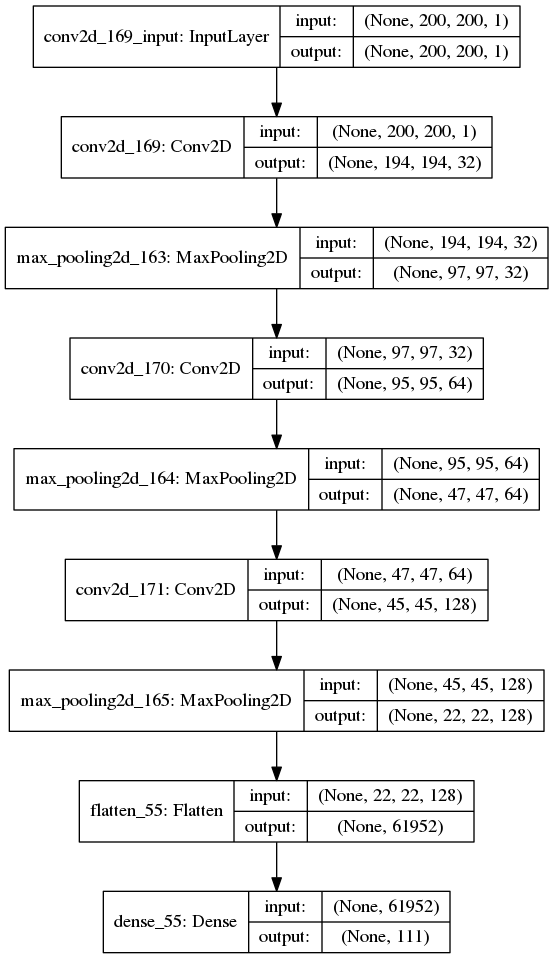 conv2d_169_input: InputLayer
input: (None, 200, 200, 1)
output: (None, 200, 200, 1)
conv2d_169: Conv2D
input: (None, 200, 200, 1)
output: (None, 194, 194, 32)
max_pooling2d_163: MaxPooling2D
input: (None, 194, 194, 32)
output: (None, 97, 97, 32)
conv2d_170: Conv2D
input: (None, 97, 97, 32)
output: (None, 95, 95, 64)
max_pooling2d_164: MaxPooling2D
input: (None, 95, 95, 64)
output: (None, 47, 47, 64)
conv2d_171: Conv2D
input: (None, 47, 47, 64)
output: (None, 45, 45, 128)
max_pooling2d_165: MaxPooling2D
input: (None, 45, 45, 128)
output: (None, 22, 22, 128)
flatten_55: Flatten
input: (None, 22, 22, 128)
output: (None, 61952)
dense_55: Dense
input: (None, 61952)
output: (None, 111)